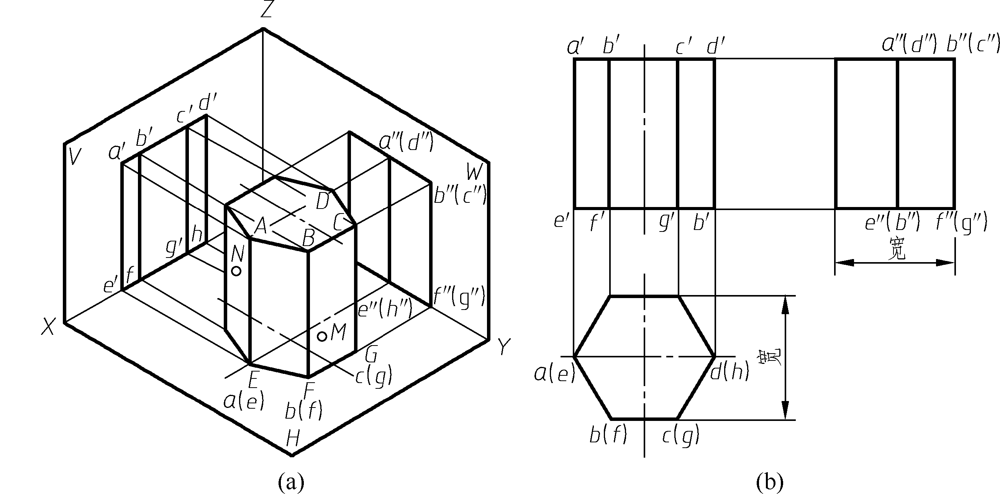 Z
d'
c'
b'
a'
V
a''(d'')
W
b''(c'')
D
C
A
B
h
g'
N
f
e'
f''(g'')
e''(h'')
M
X
Y
G
c(g)
E
F
a(e)
b(f)
H
(a)
a' b' c' d' a''(d'') b''(c'')
e' f' g' b' e''(b'') f''(g'')
宽
宽
a(e) d(h)
b(f) c(g)
(b)